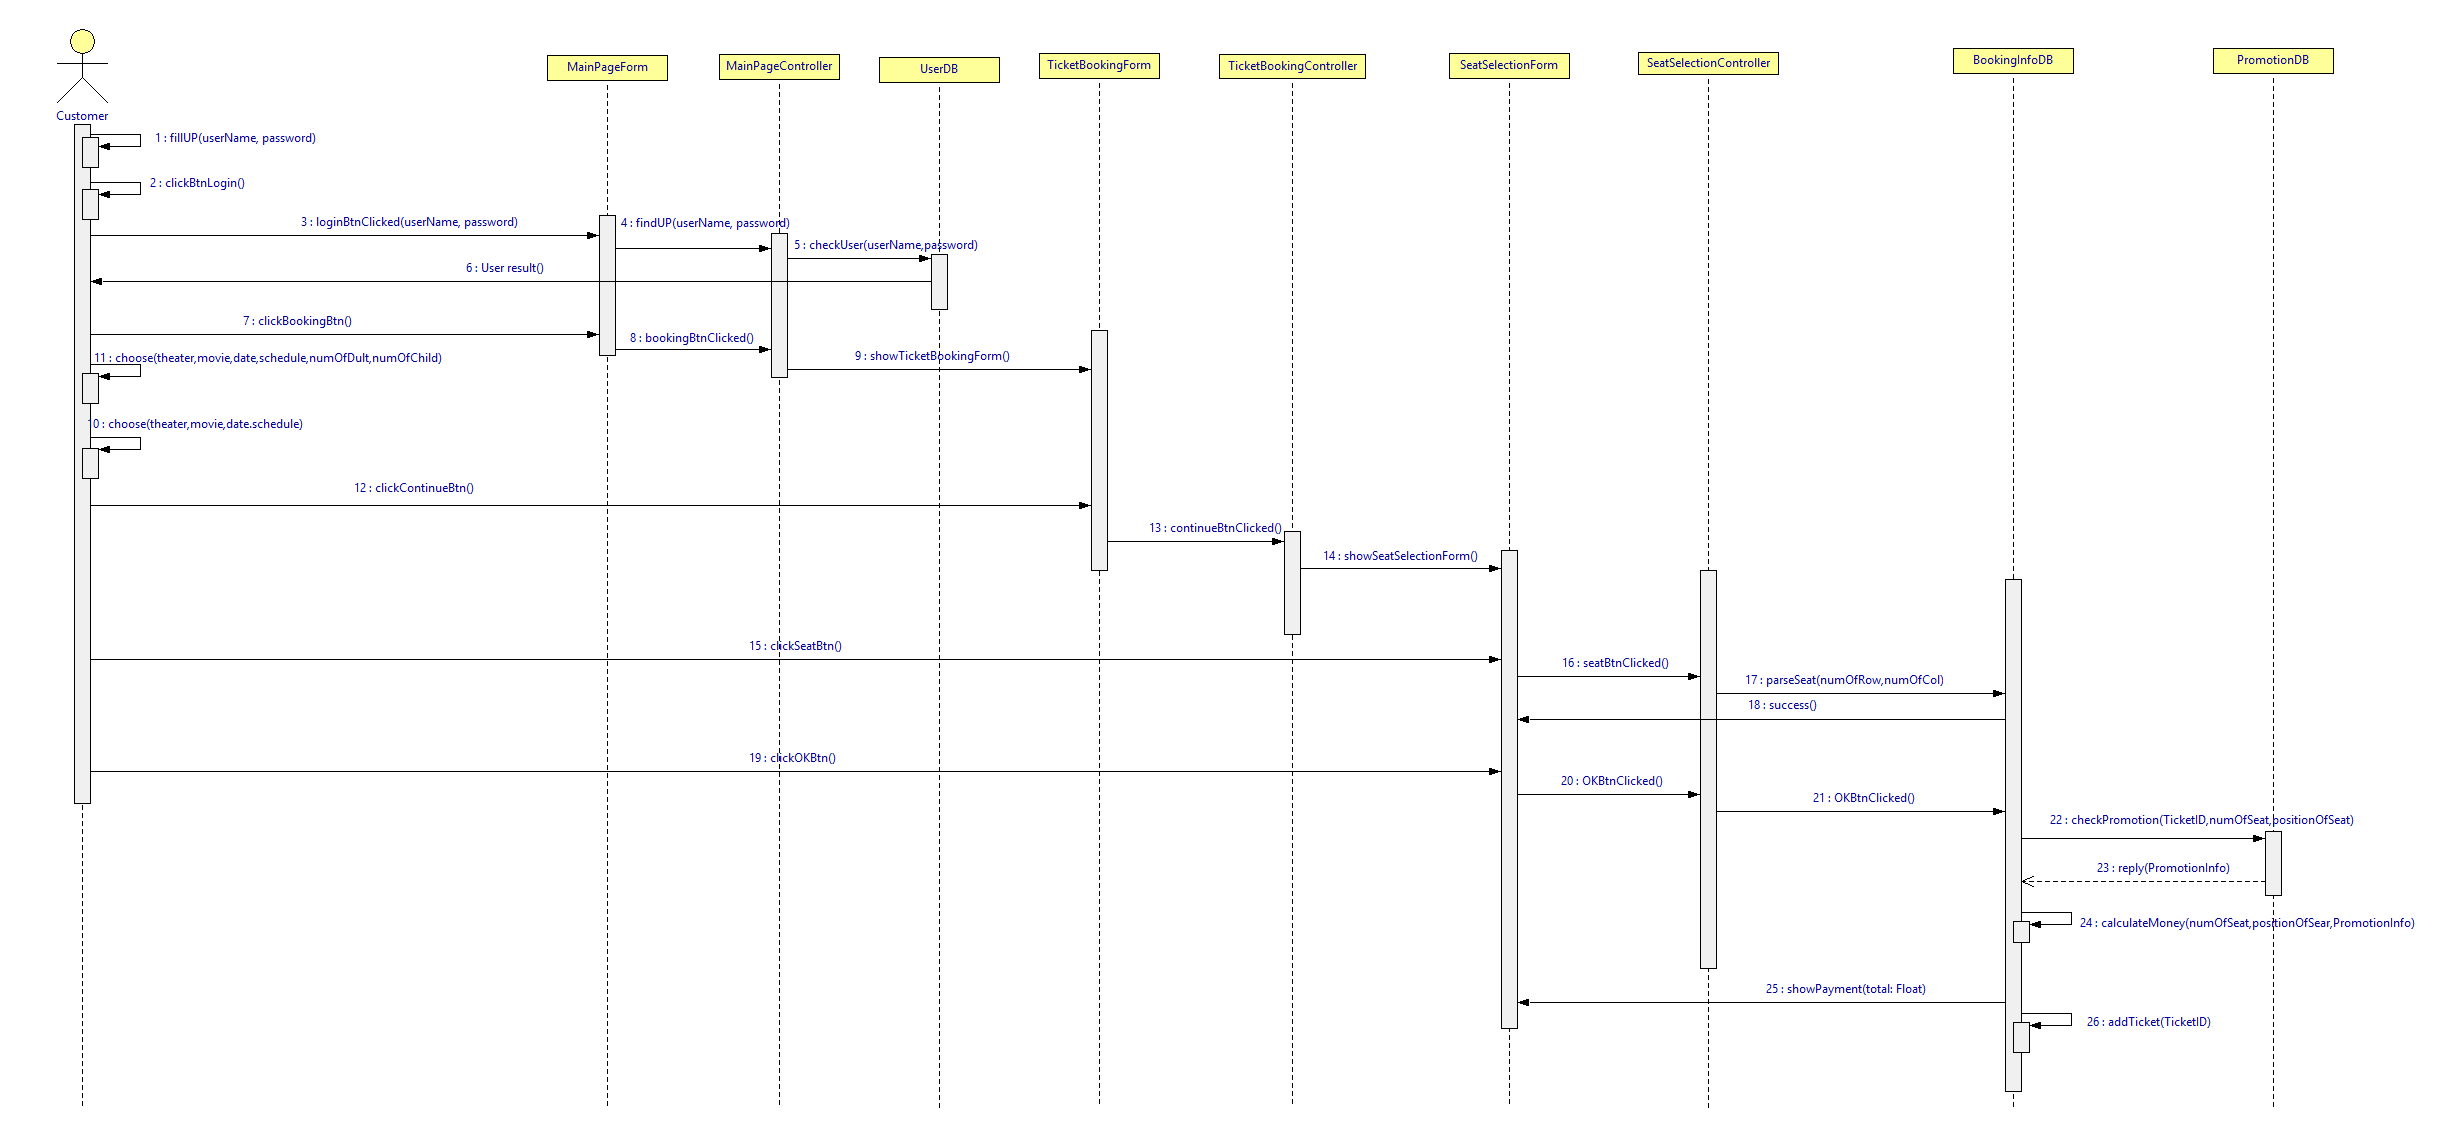 Customer
MainPageForm
MainPageController
UserDB
TicketBookingForm
TicketBookingController
SeatSelectionForm
SeatSelectionController
BookingInfoDB
PromotionDB
1 : fillUP(userName, password)
2 : clickBtnLogin()
3 : loginBtnClicked(userName, password)
4 : findUP(userName, password)
5 : checkUser(userName,password)
6 : User result()
7 : clickBookingBtn()
8 : bookingBtnClicked()
9 : showTicketBookingForm()
11 : choose(theater,movie,date,schedule,numOfDult,numOfChild)
10 : choose(theater,movie,date.schedule)
12 : clickContinueBtn()
13 : continueBtnClicked()
14 : showSeatSelectionForm()
15 : clickSeatBtn()
16 : seatBtnClicked()
17 : parseSeat(numOfRow,numOfCol)
18 : success()
19 : clickOKBtn()
20 : OKBtnClicked()
21 : OKBtnClicked()
22 : checkPromotion(TicketID,numOfSeat,positionOfSeat)
23 : reply(PromotionInfo)
24 : calculateMoney(numOfSeat,positionOfSear,PromotionInfo)
25 : showPayment(total: Float)
26 : addTicket(TicketID)